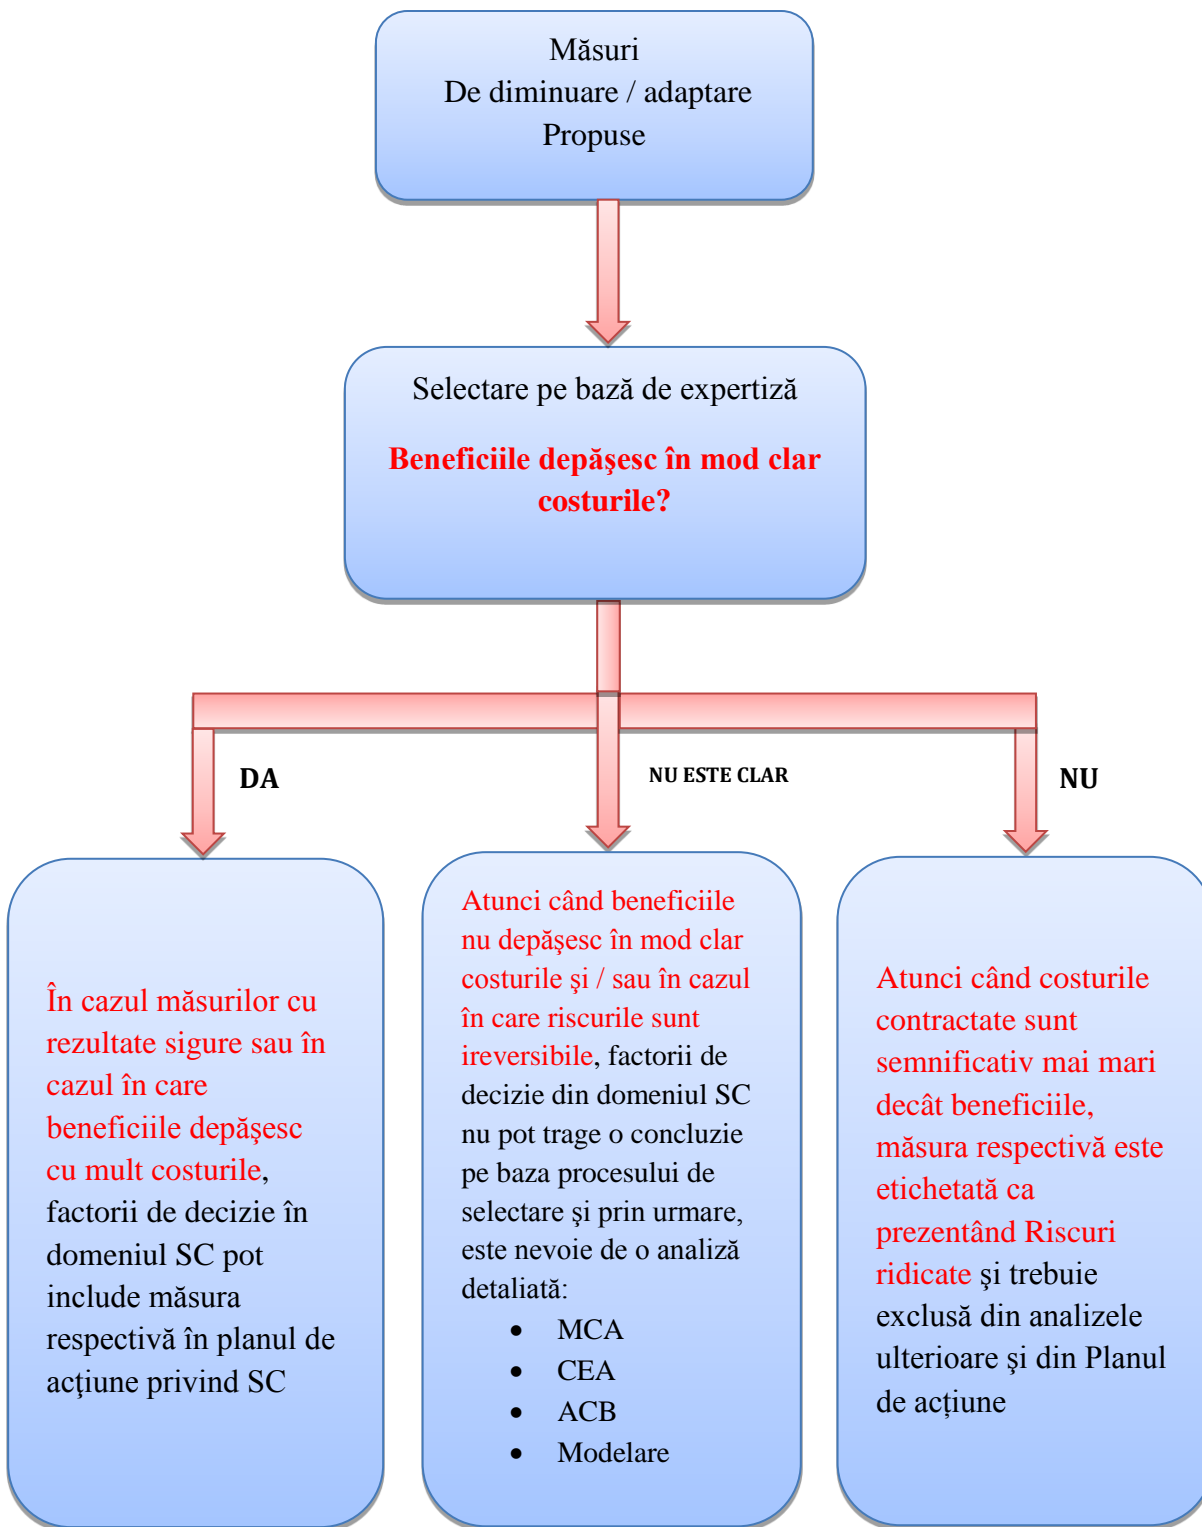 Măsuri
De diminuare / adaptare
Propuse
Selectare pe bază de expertiză
Beneficiile depăşesc în mod clar
costurile?
DA
NU ESTE CLAR
NU
În cazul măsurilor cu
rezultate sigure sau în
cazul în care
beneficiile depăşesc
cu mult costurile,
factorii de decizie în
domeniul SC pot
include măsura
respectivă în planul de
acţiune privind SC
Atunci când beneficiile
nu depăşesc în mod clar
costurile şi / sau în cazul
în care riscurile sunt
ireversibile, factorii de
decizie din domeniul SC
nu pot trage o concluzie
pe baza procesului de
selectare şi prin urmare,
este nevoie de o analiză
detaliată:
• MCA
• CEA
• ACB
• Modelare
Atunci când costurile
contractate sunt
semnificativ mai mari
decât beneficiile,
măsura respectivă este
etichetată ca
prezentând Riscuri
ridicate şi trebuie
exclusă din analizele
ulterioare şi din Planul
de acțiune